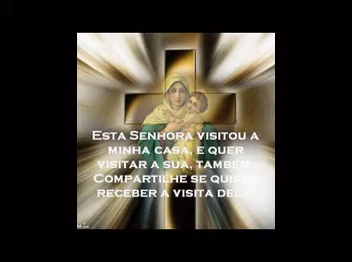 Esta Senhora visitou a
minha casa, e quer
visitar a sua, também.
Compartilhe se quiser
receber a visita dela.